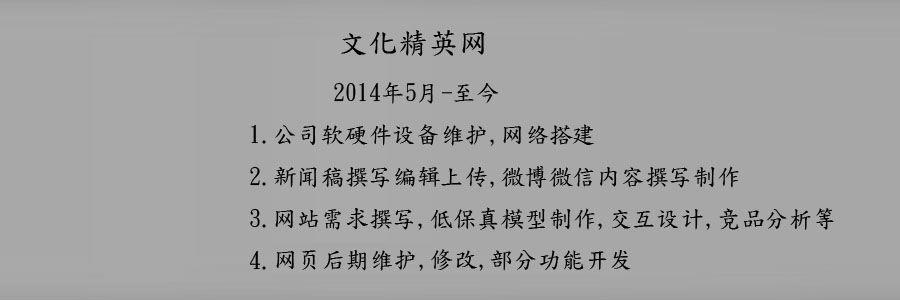 文化精英网
2014年5月-至今
1.公司软硬件设备维护,网络搭建
2.新闻稿撰写编辑上传,微博微信内容撰写制作
3.网站需求撰写,低保真模型制作,交互设计,竞品分析等
4.网页后期维护,修改,部分功能开发